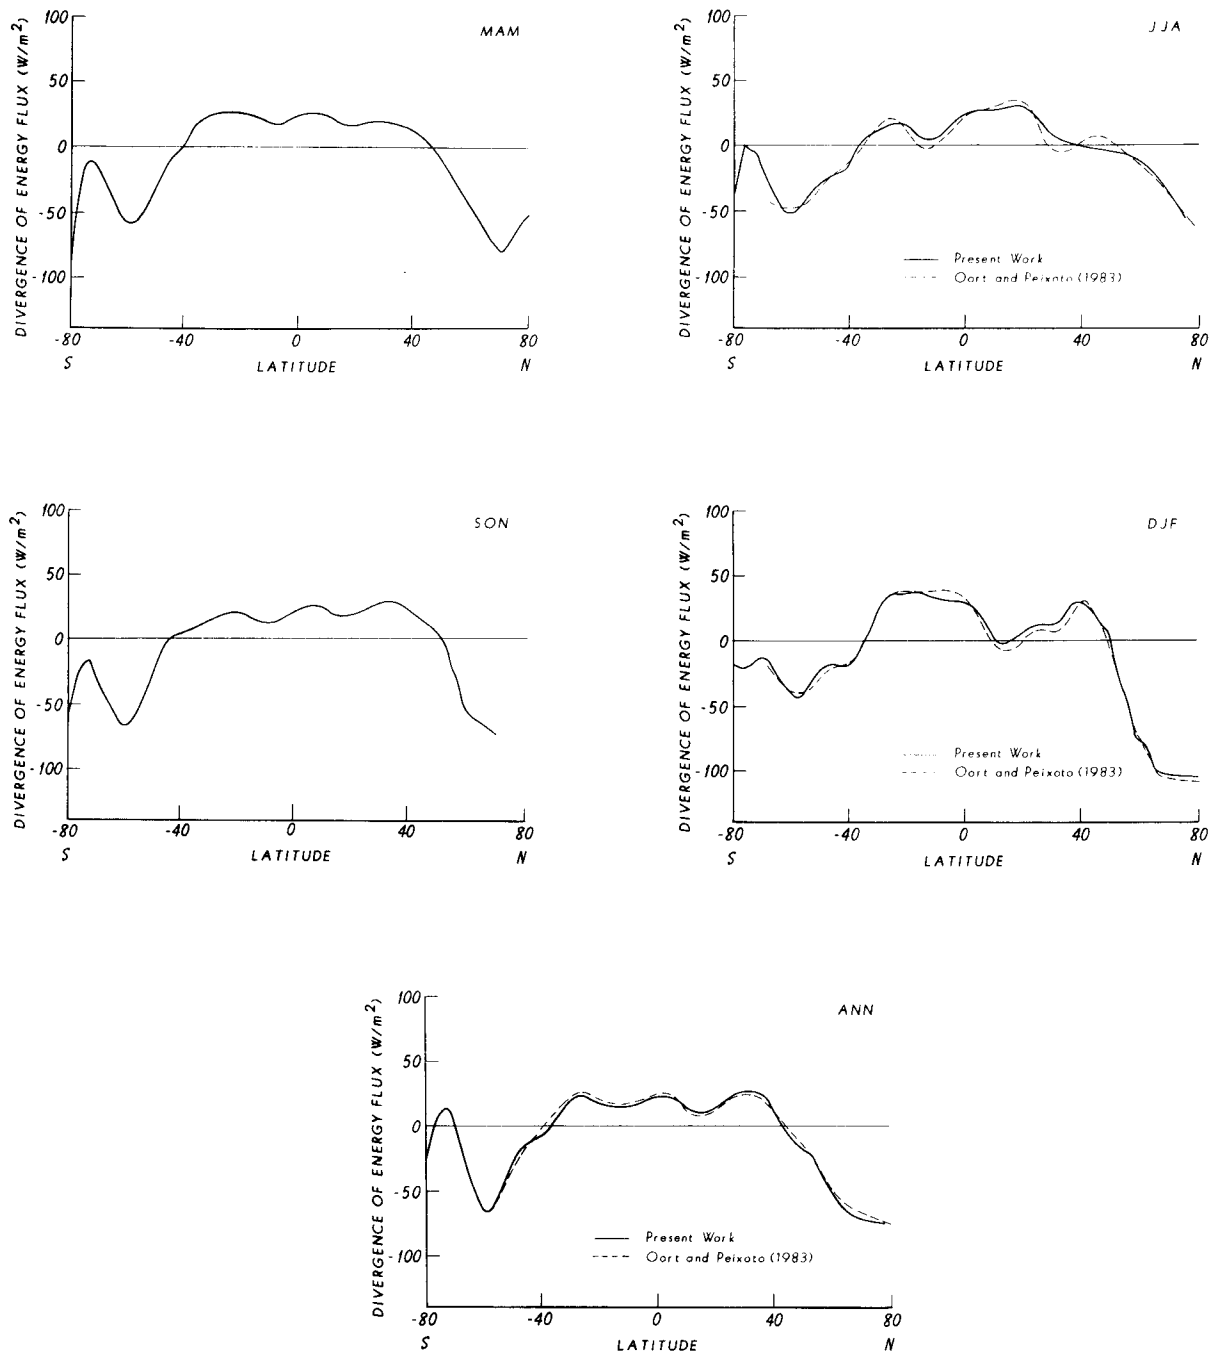 MAM
DIVERGENCE OF ENERGY FLUX (W/m²)
100
50
0
-50
-100
-80 -40 0 40 80
S LATITUDE N
JJA
DIVERGENCE OF ENERGY FLUX (W/m²)
100
50
0
-50
-100
Present Work
Oort and Peixoto (1983)
-80 -40 0 40 80
S LATITUDE N
SON
DIVERGENCE OF ENERGY FLUX (W/m²)
100
50
0
-50
-100
-80 -40 0 40 80
S LATITUDE N
DJF
DIVERGENCE OF ENERGY FLUX (W/m²)
100
50
0
-50
-100
Present Work
Oort and Peixoto (1983)
-80 -40 0 40 80
S LATITUDE N
ANN
DIVERGENCE OF ENERGY FLUX (W/m²)
100
50
0
-50
-100
Present Work
Oort and Peixoto (1983)
-80 -40 0 40 80
S LATITUDE N